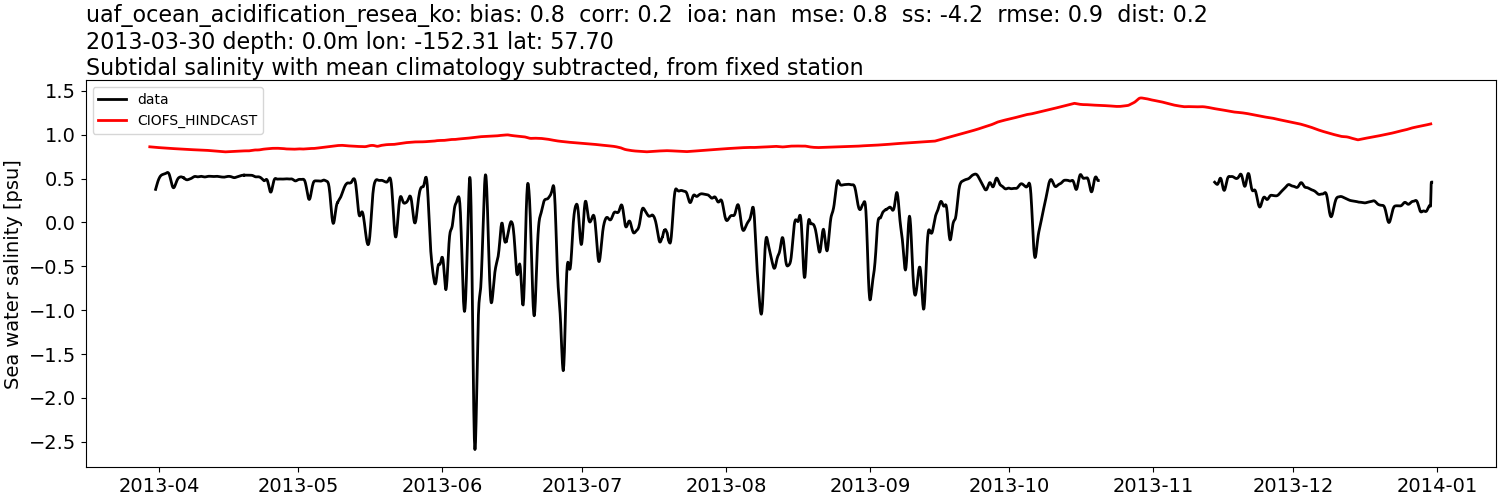 uaf_ocean_acidification_resea_ko: bias: 0.8  corr: 0.2  ioa: nan  mse: 0.8  ss: -4.2  rmse: 0.9  dist: 0.2
2013-03-30 depth: 0.0m lon: -152.31 lat: 57.70
Subtidal salinity with mean climatology subtracted, from fixed station
data
CIOFS_HINDCAST
Sea water salinity [psu]
1.5
1.0
0.5
0.0
−0.5
−1.0
−1.5
−2.0
−2.5
2013-04 2013-05 2013-06 2013-07 2013-08 2013-09 2013-10 2013-11 2013-12 2014-01